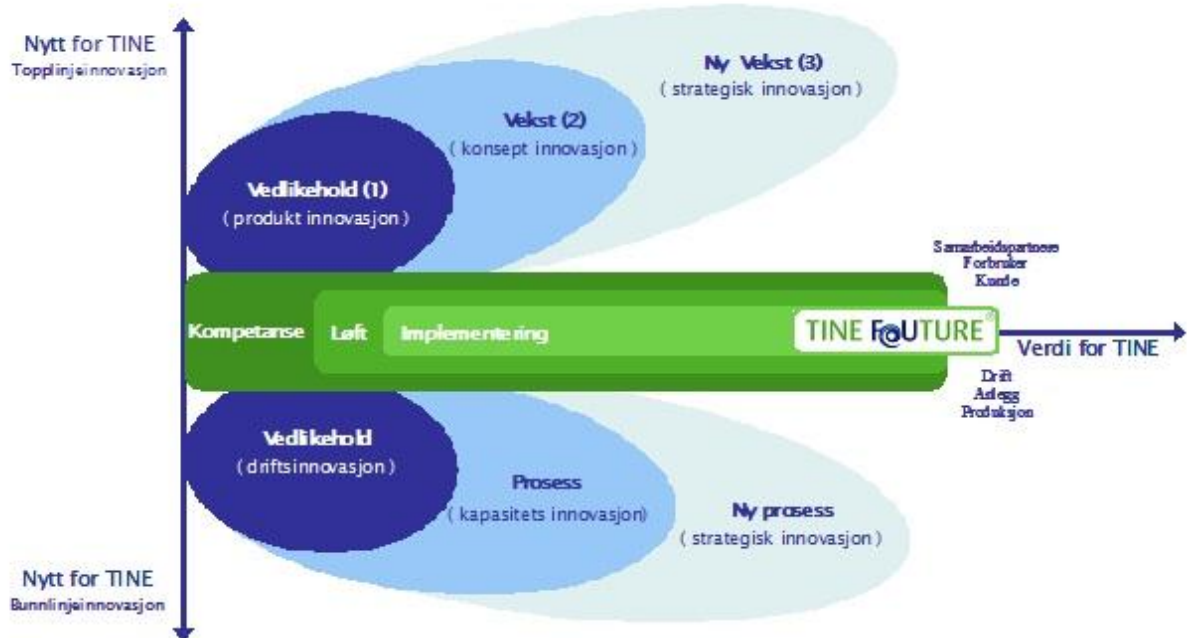 Nytt for TINE
Topplinjeinnovasjon
Ny Vekst (3)
( strategisk innovasjon )
Vekst (2)
( konsept innovasjon )
Vedlikehold (1)
( produkt innovasjon )
Samarbeidspartnere
Forbruker
Kunde
Kompetanse
Løft
Implementering
TINE F@UTURE®
Verdi for TINE
Drift
Anlegg
Produksjon
Vedlikehold
( driftsinnovasjon )
Prosess
( kapasitets innovasjon)
Ny prosess
( strategisk innovasjon )
Nytt for TINE
Bunnlinjeinnovasjon